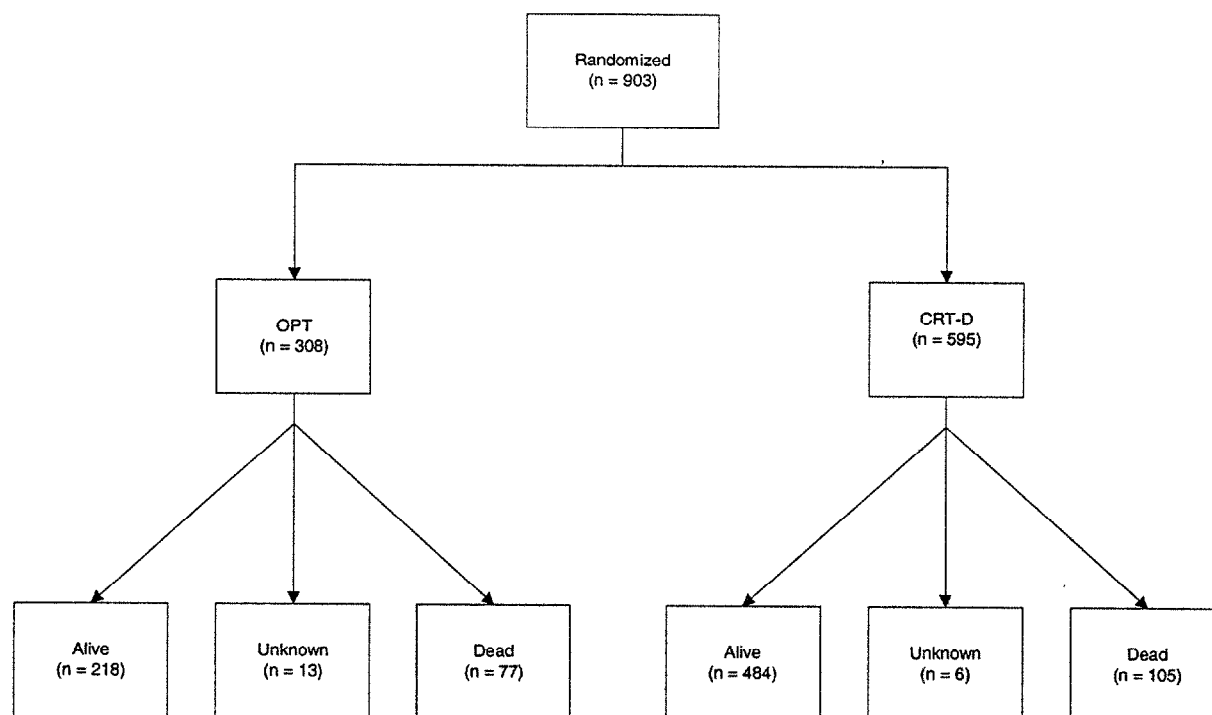 Randomized
(n = 903)
OPT
(n = 308)
CRT-D
(n = 595)
Alive
(n = 218)
Unknown
(n = 13)
Dead
(n = 77)
Alive
(n = 484)
Unknown
(n = 6)
Dead
(n = 105)